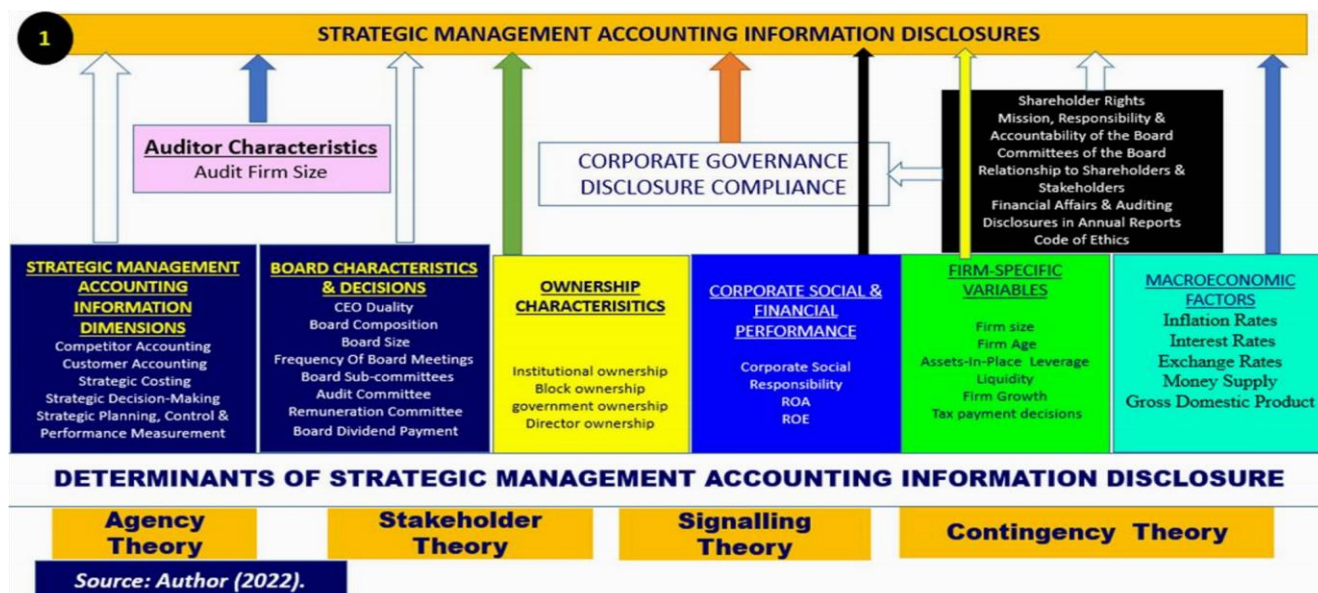 1
STRATEGIC MANAGEMENT ACCOUNTING INFORMATION DISCLOSURES
Auditor Characteristics
Audit Firm Size
CORPORATE GOVERNANCE
DISCLOSURE COMPLIANCE
Shareholder Rights
Mission, Responsibility &
Accountability of the Board
Committees of the Board
Relationship to Shareholders &
Stakeholders
Financial Affairs & Auditing
Disclosures in Annual Reports
Code of Ethics
STRATEGIC MANAGEMENT
ACCOUNTING
INFORMATION
DIMENSIONS
Competitor Accounting
Customer Accounting
Strategic Costing
Strategic Decision-Making
Strategic Planning, Control &
Performance Measurement
BOARD CHARACTERISTICS
& DECISIONS
CEO Duality
Board Composition
Board Size
Frequency Of Board Meetings
Board Sub-committees
Audit Committee
Remuneration Committee
Board Dividend Payment
OWNERSHIP
CHARACTERISITICS
Institutional ownership
Block ownership
government ownership
Director ownership
CORPORATE SOCIAL &
FINANCIAL
PERFORMANCE
Corporate Social
Responsibility
ROA
ROE
FIRM-SPECIFIC
VARIABLES
Firm size
Firm Age
Assets-In-Place Leverage
Liquidity
Firm Growth
Tax payment decisions
MACROECONOMIC
FACTORS
Inflation Rates
Interest Rates
Exchange Rates
Money Supply
Gross Domestic Product
DETERMINANTS OF STRATEGIC MANAGEMENT ACCOUNTING INFORMATION DISCLOSURE
Agency
Theory
Stakeholder
Theory
Signalling
Theory
Contingency Theory
Source: Author (2022).